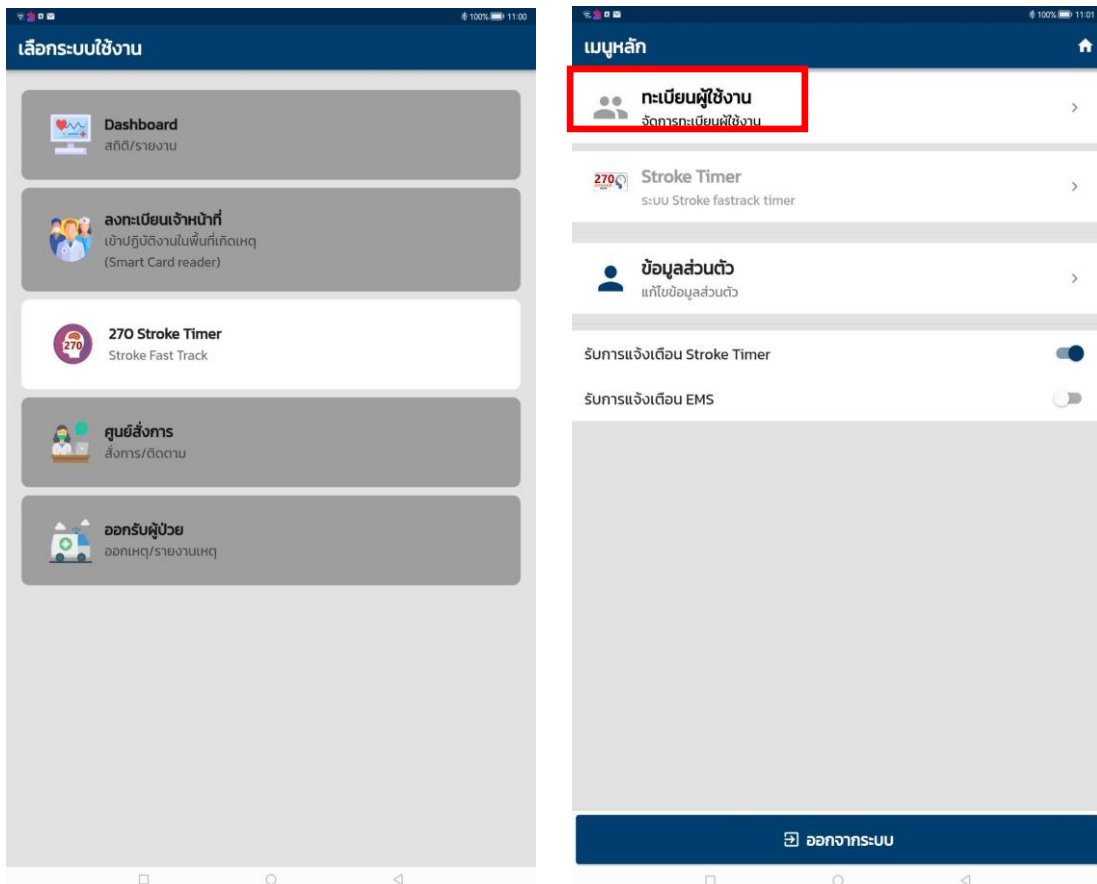 100% 11:00
เลือกระบบใช้งาน
Dashboard
สถิติ/รายงาน
ลงทะเบียนเจ้าหน้าที่
เข้าปฏิบัติงานในพื้นที่เกิดเหตุ
(Smart Card reader)
270
270 Stroke Timer
Stroke Fast Track
ศูนย์สั่งการ
สั่งการ/ติดตาม
ออกรับผู้ป่วย
ออกเหตุ/รายงานเหตุ
100% 11:01
เมนูหลัก
ทะเบียนผู้ใช้งาน
จัดการทะเบียนผู้ใช้งาน
270
Stroke Timer
ระบบ Stroke fastrack timer
ข้อมูลส่วนตัว
แก้ไขข้อมูลส่วนตัว
รับการแจ้งเตือน Stroke Timer
รับการแจ้งเตือน EMS
ออกจากระบบ